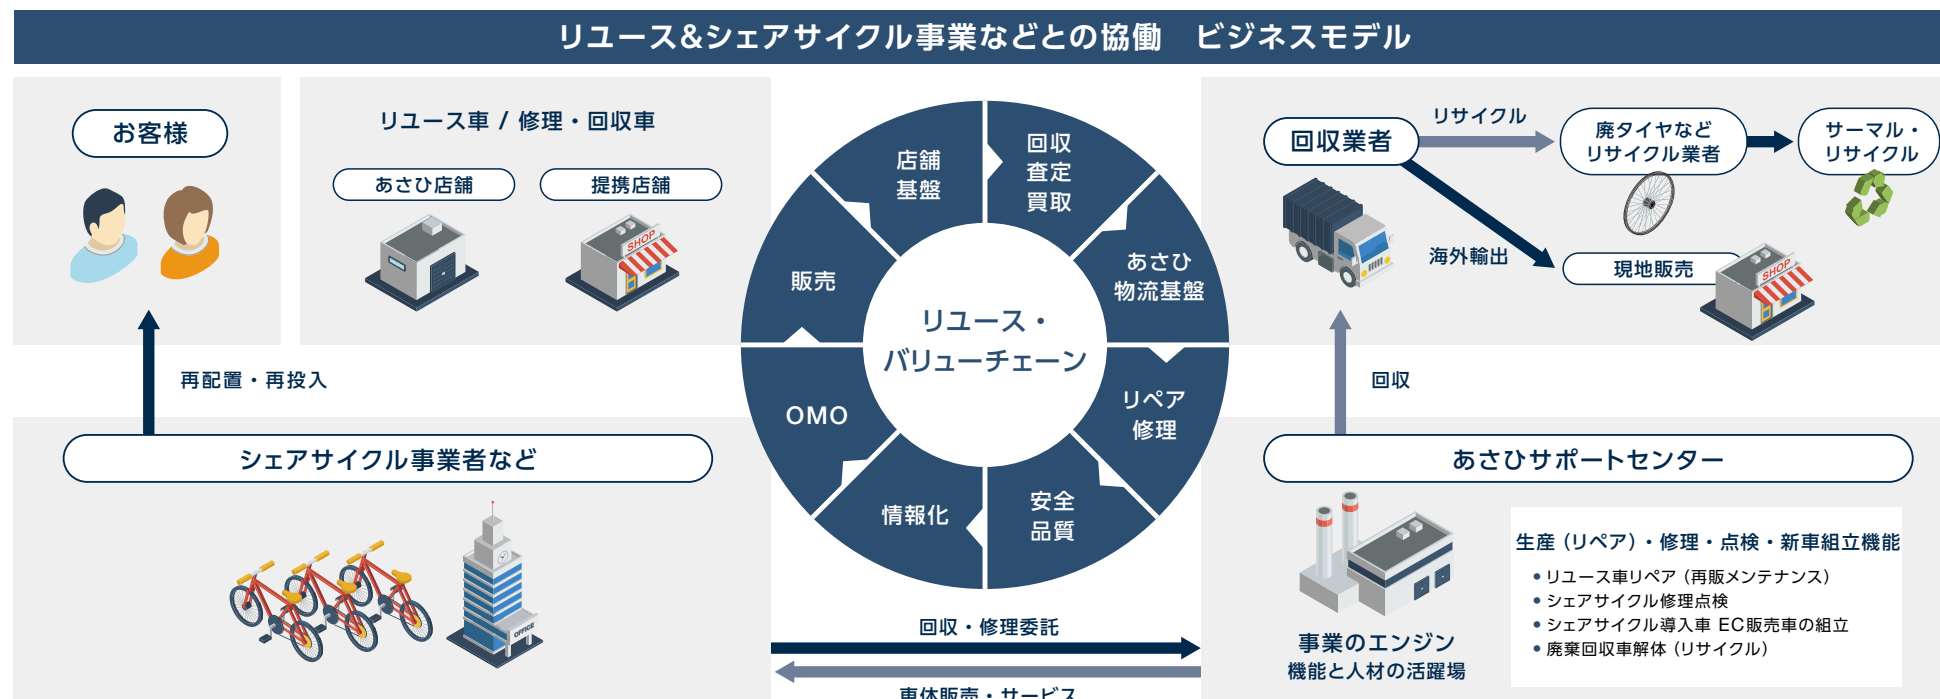 リユース&シェアサイクル事業などとの協働　ビジネスモデル
お客様
リユース車 / 修理・回収車
あさひ店舗
提携店舗
SHOP
再配置・再投入
シェアサイクル事業者など
OFFICE
店舗
基盤
回収
査定
買取
販売
あさひ
物流基盤
リユース・
バリューチェーン
OMO
リペア
修理
情報化
安全
品質
回収・修理委託
車体販売・サービス
回収業者
リサイクル
廃タイヤなど
リサイクル業者
サーマル・
リサイクル
海外輸出
現地販売
SHOP
回収
あさひサポートセンター
事業のエンジン
機能と人材の活躍場
生産（リペア）・修理・点検・新車組立機能
• リユース車リペア（再販メンテナンス）
• シェアサイクル修理点検
• シェアサイクル導入車 EC販売車の組立
• 廃棄回収車解体（リサイクル）